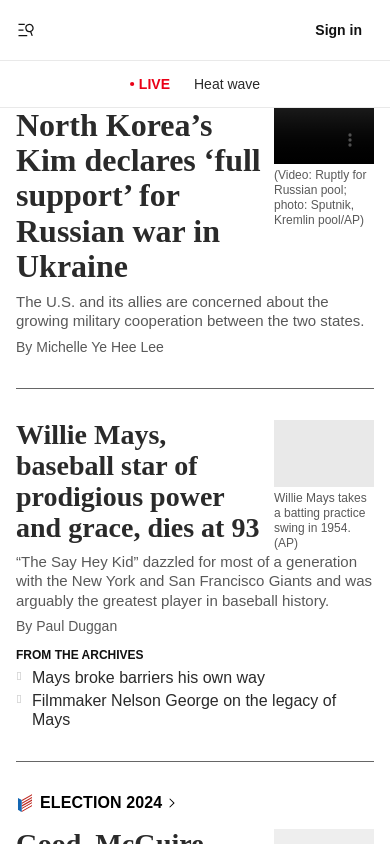 Sign in
• LIVE Heat wave
North Korea’s
Kim declares ‘full
support’ for
Russian war in
Ukraine
(Video: Ruptly for
Russian pool;
photo: Sputnik,
Kremlin pool/AP)
The U.S. and its allies are concerned about the
growing military cooperation between the two states.
By Michelle Ye Hee Lee
Willie Mays,
baseball star of
prodigious power
and grace, dies at 93
Willie Mays takes
a batting practice
swing in 1954.
(AP)
“The Say Hey Kid” dazzled for most of a generation
with the New York and San Francisco Giants and was
arguably the greatest player in baseball history.
By Paul Duggan
FROM THE ARCHIVES
Mays broke barriers his own way
Filmmaker Nelson George on the legacy of
Mays
ELECTION 2024
Good, McGuire